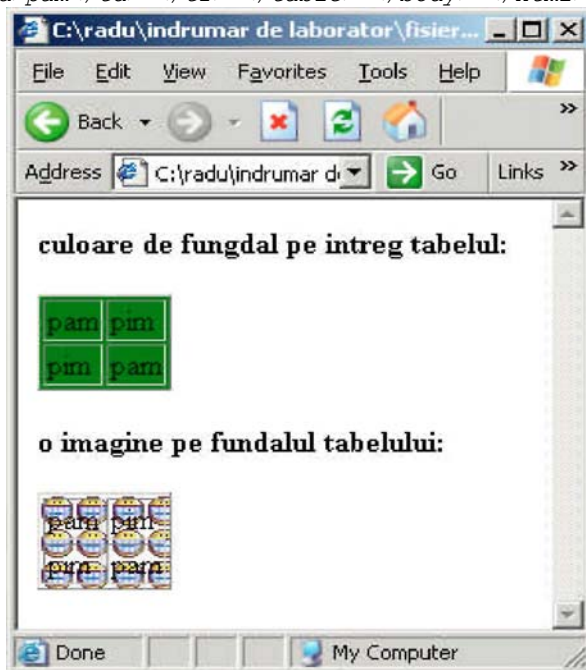 C:\radu\indrumar de laborator\fisier...
File Edit View Favorites Tools Help
Back
Address C:\radu\indrumar d Go Links
culoare de fungdal pe intreg tabelul:
pam pim
pim pam
o imagine pe fundalul tabelului:
pam pim
pim pam
Done My Computer